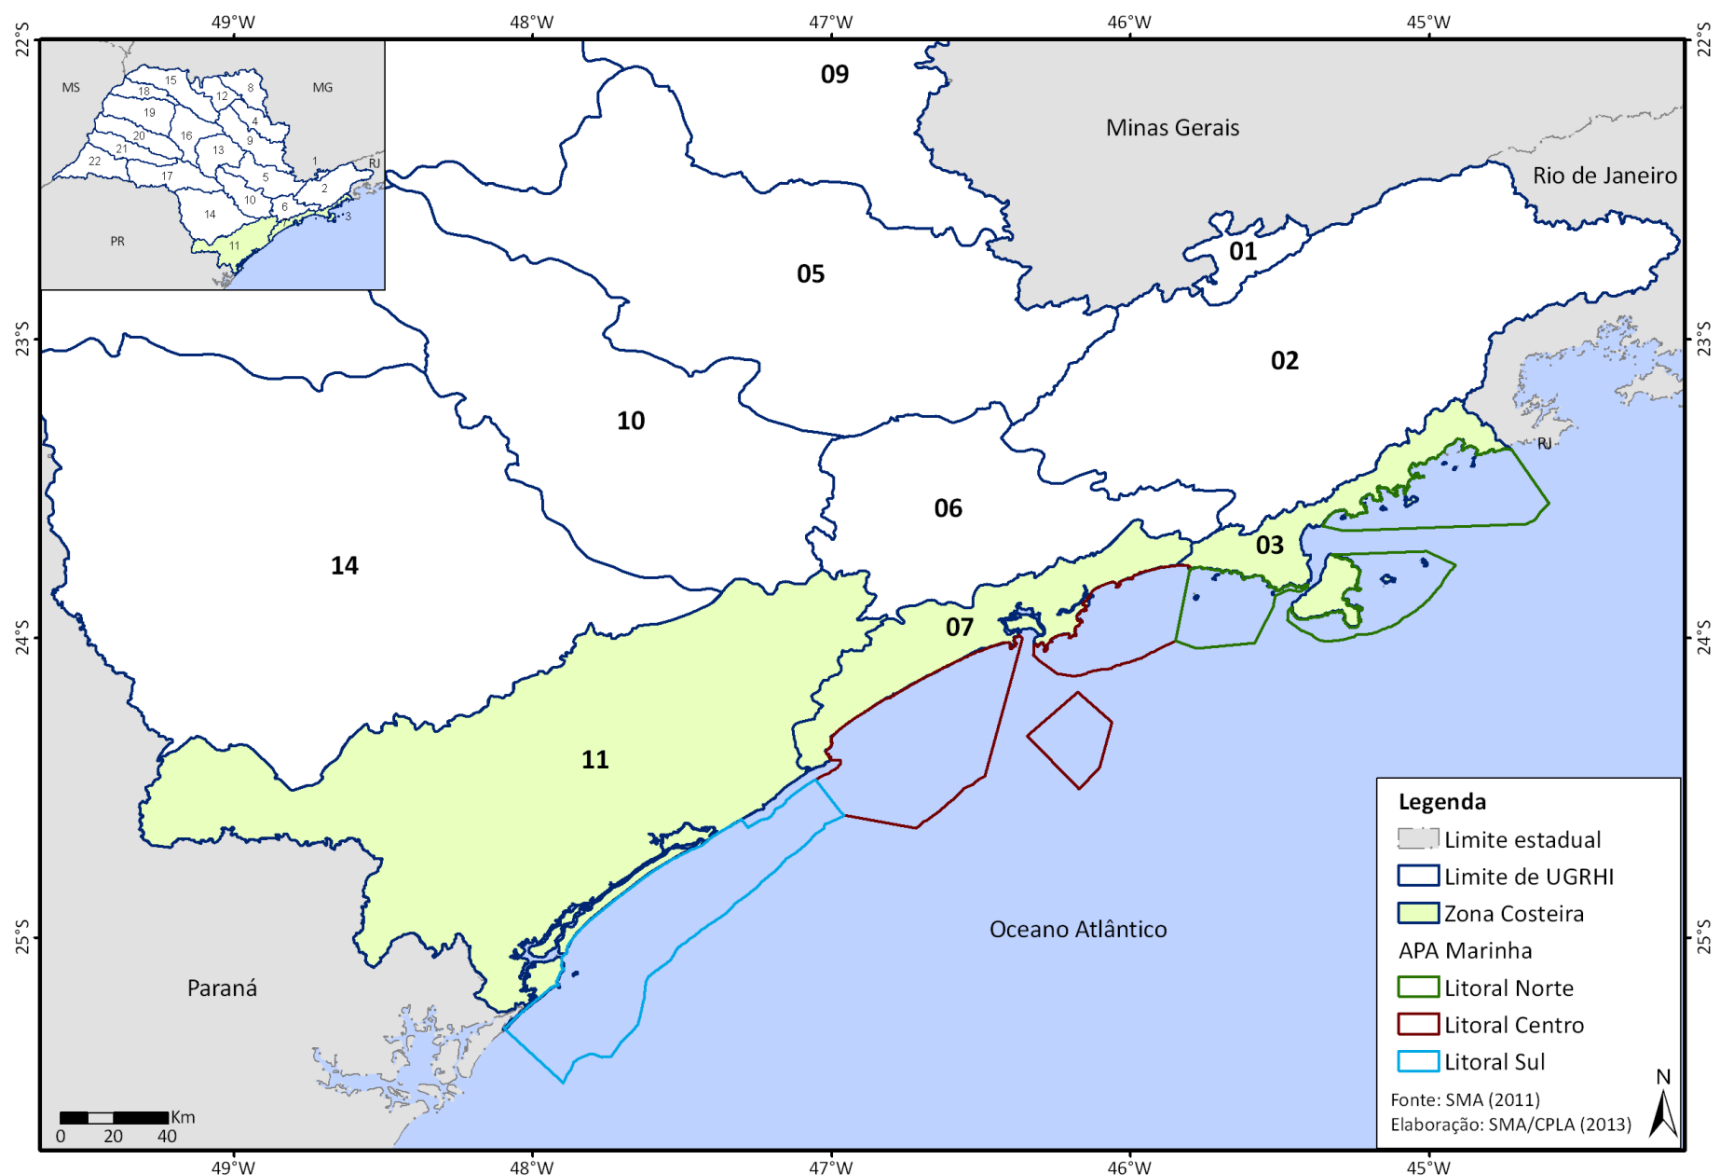 49°W 48°W 47°W 46°W 45°W
22°S 22°S
MS 15 MG
18 12 8
19 4
16 9
20 13
21 1 RJ
22 17 5 2
14 10 6
7 3
PR 11
09
Minas Gerais
Rio de Janeiro
01
05
23°S 02 23°S
10
RJ
06
14 03
24°S 07 24°S
11
Legenda
Limite estadual
Limite de UGRHI
Zona Costeira
APA Marinha
Litoral Norte
Litoral Centro
Litoral Sul
Fonte: SMA (2011)
Elaboração: SMA/CPLA (2013)
N
Oceano Atlântico
25°S 25°S
Paraná
Km
0 20 40
49°W 48°W 47°W 46°W 45°W